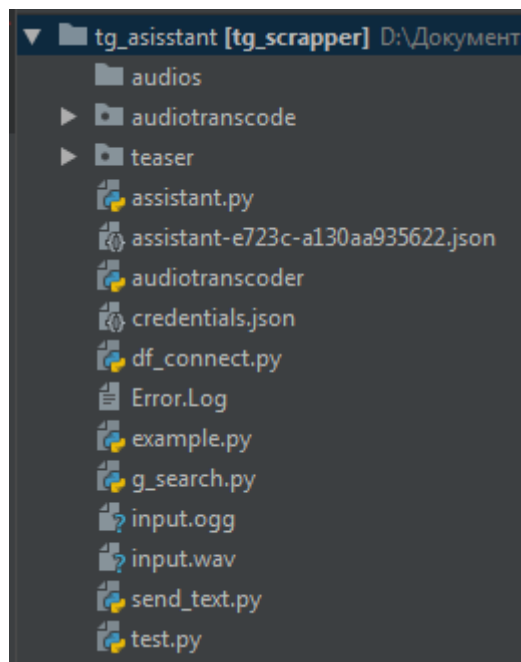 tg_asisstant [tg_scrapper] D:\Документ
audios
audiotranscode
teaser
assistant.py
assistant-e723c-a130aa935622.json
audiotranscoder
credentials.json
df_connect.py
Error.Log
example.py
g_search.py
input.ogg
input.wav
send_text.py
test.py